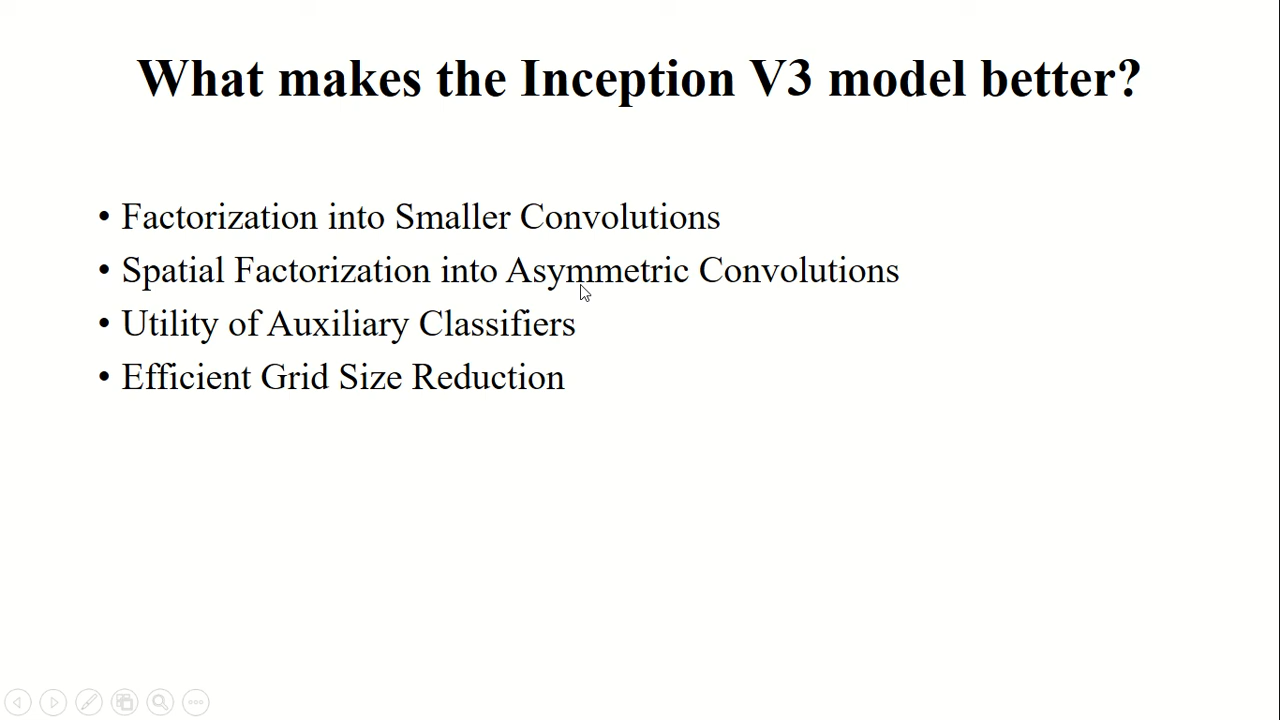 What makes the Inception V3 model better?
• Factorization into Smaller Convolutions
• Spatial Factorization into Asymmetric Convolutions
• Utility of Auxiliary Classifiers
• Efficient Grid Size Reduction